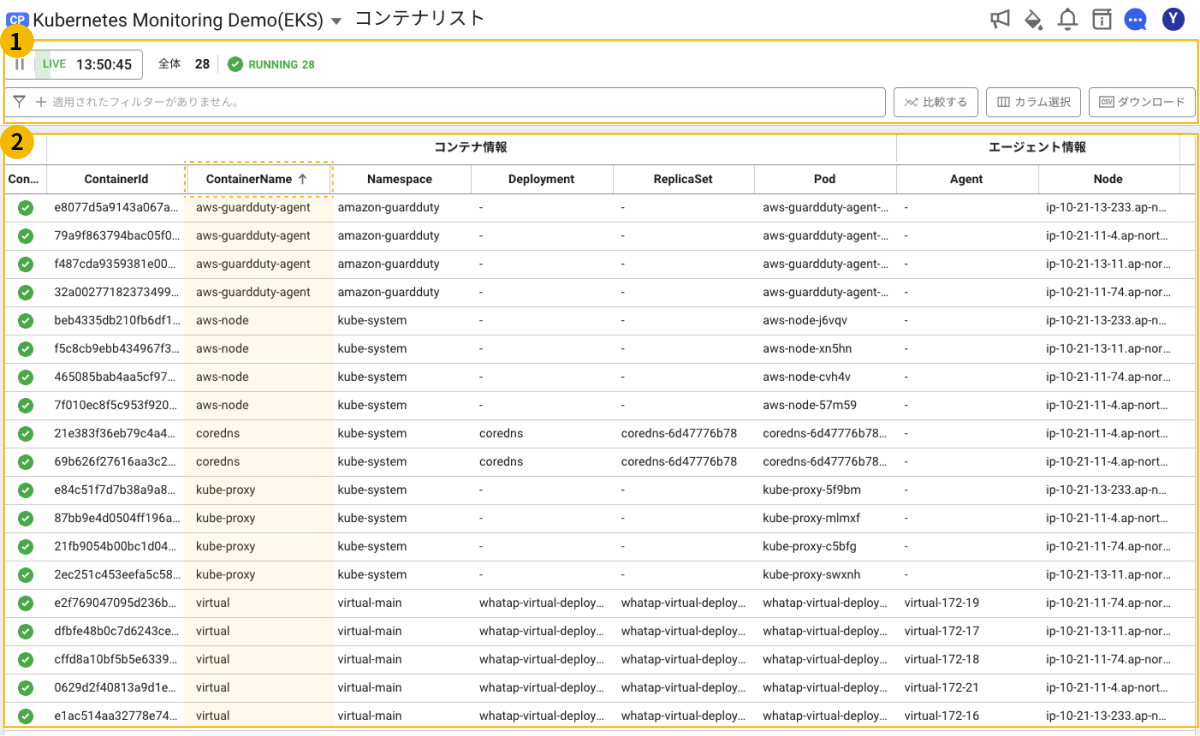 CP Kubernetes Monitoring Demo(EKS) コンテナリスト Y
1
LIVE 13:50:45 全体 28 RUNNING 28
適用されたフィルターがありません。 比較する カラム選択 CSV ダウンロード
2
コンテナ情報 エージェント情報
Con... ContainerId ContainerName ↑ Namespace Deployment ReplicaSet Pod Agent Node
e8077d5a9143a067a... aws-guardduty-agent amazon-guardduty - - aws-guardduty-agent-... - ip-10-21-13-233.ap-n...
79a9f863794bac05f0... aws-guardduty-agent amazon-guardduty - - aws-guardduty-agent-... - ip-10-21-11-4.ap-nort...
f487cda9359381e00... aws-guardduty-agent amazon-guardduty - - aws-guardduty-agent-... - ip-10-21-13-11.ap-nor...
32a00277182373499... aws-guardduty-agent amazon-guardduty - - aws-guardduty-agent-... - ip-10-21-11-74.ap-nor...
beb4335db210fb6df1... aws-node kube-system - - aws-node-j6vqv - ip-10-21-13-233.ap-n...
f5c8cb9ebb434967f3... aws-node kube-system - - aws-node-xn5hn - ip-10-21-13-11.ap-nor...
465085bab4aa5cf97... aws-node kube-system - - aws-node-cvh4v - ip-10-21-11-74.ap-nor...
7f010ec8f5c953f920... aws-node kube-system - - aws-node-57m59 - ip-10-21-11-4.ap-nort...
21e383f36eb79c4a4... coredns kube-system coredns coredns-6d47776b78 coredns-6d47776b78... - ip-10-21-11-4.ap-nort...
69b626f27616aa3c2... coredns kube-system coredns coredns-6d47776b78 coredns-6d47776b78... - ip-10-21-11-4.ap-nort...
e84c51f7d7b38a9a8... kube-proxy kube-system - - kube-proxy-5f9bm - ip-10-21-13-233.ap-n...
87bb9e4d0504ff196a... kube-proxy kube-system - - kube-proxy-mlmxf - ip-10-21-11-4.ap-nort...
21fb9054b00bc1d04... kube-proxy kube-system - - kube-proxy-c5bfg - ip-10-21-11-74.ap-nor...
2ec251c453eefa5c58... kube-proxy kube-system - - kube-proxy-swxnh - ip-10-21-13-11.ap-nor...
e2f769047095d236b... virtual virtual-main whatap-virtual-deploy... whatap-virtual-deploy... whatap-virtual-deploy... virtual-172-19 ip-10-21-11-74.ap-nor...
dfbfe48b0c7d6243ce... virtual virtual-main whatap-virtual-deploy... whatap-virtual-deploy... whatap-virtual-deploy... virtual-172-17 ip-10-21-13-11.ap-nor...
cffd8a10bf5b5e6339... virtual virtual-main whatap-virtual-deploy... whatap-virtual-deploy... whatap-virtual-deploy... virtual-172-18 ip-10-21-11-74.ap-nor...
0629d2f40813a9d1e... virtual virtual-main whatap-virtual-deploy... whatap-virtual-deploy... whatap-virtual-deploy... virtual-172-21 ip-10-21-11-4.ap-nort...
e1ac514aa32778e74... virtual virtual-main whatap-virtual-deploy... whatap-virtual-deploy... whatap-virtual-deploy... virtual-172-16 ip-10-21-13-233.ap-n...